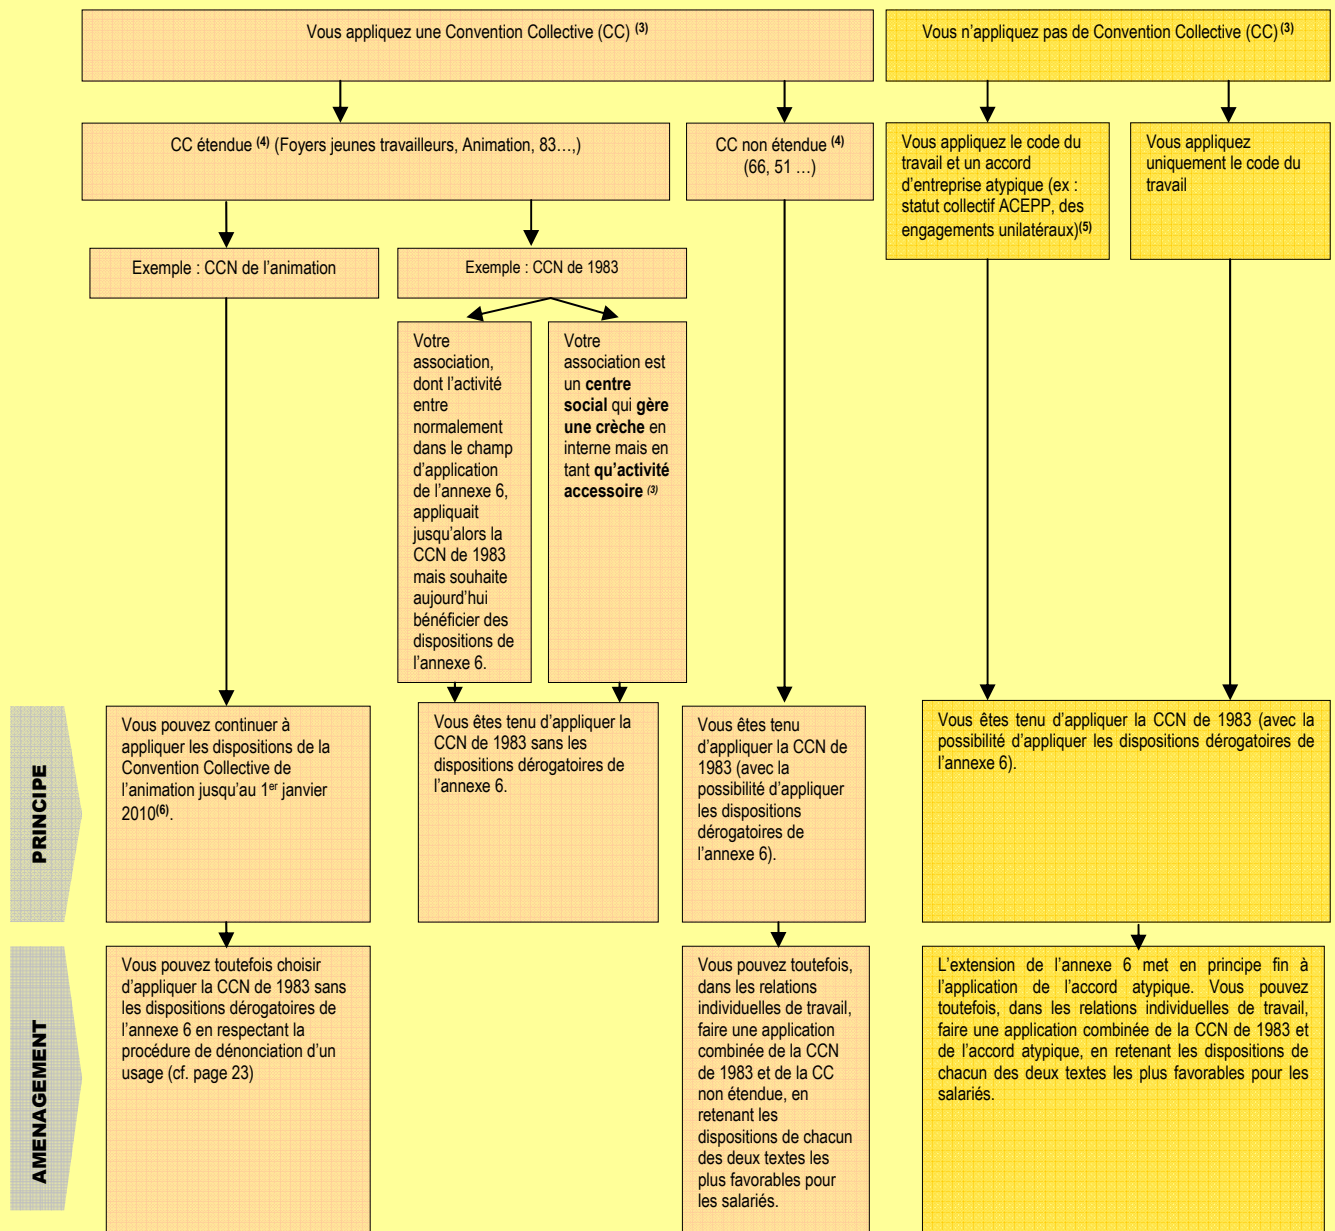 Vous appliquez une Convention Collective (CC) (3)
Vous n'appliquez pas de Convention Collective (CC) (3)
CC étendue (4) (Foyers jeunes travailleurs, Animation, 83…,)
CC non étendue (4)
(66, 51 …)
Vous appliquez le code du
travail et un accord
d'entreprise atypique (ex :
statut collectif ACEPP, des
engagements unilatéraux)(5)
Vous appliquez
uniquement le code du
travail
Exemple : CCN de l'animation
Exemple : CCN de 1983
Votre
association,
dont l'activité
entre
normalement
dans le champ
d'application
de l'annexe 6,
appliquait
jusqu'alors la
CCN de 1983
mais souhaite
aujourd'hui
bénéficier des
dispositions de
l'annexe 6.
Votre
association est
un centre
social qui gère
une crèche en
interne mais en
tant qu'activité
accessoire (3)
PRINCIPE
Vous pouvez continuer à
appliquer les dispositions de la
Convention Collective de
l'animation jusqu'au 1er janvier
2010(6).
Vous êtes tenu d'appliquer la
CCN de 1983 sans les
dispositions dérogatoires de
l'annexe 6.
Vous êtes tenu
d'appliquer la CCN de
1983 (avec la
possibilité d'appliquer
les dispositions
dérogatoires de
l'annexe 6).
Vous êtes tenu d'appliquer la CCN de 1983 (avec la
possibilité d'appliquer les dispositions dérogatoires de
l'annexe 6).
AMENAGEMENT
Vous pouvez toutefois choisir
d'appliquer la CCN de 1983 sans
les dispositions dérogatoires de
l'annexe 6 en respectant la
procédure de dénonciation d'un
usage (cf. page 23)
Vous pouvez toutefois,
dans les relations
individuelles de travail,
faire une application
combinée de la CCN
de 1983 et de la CC
non étendue, en
retenant les
dispositions de chacun
des deux textes les
plus favorables pour
les salariés.
L'extension de l'annexe 6 met en principe fin à
l'application de l'accord atypique. Vous pouvez
toutefois, dans les relations individuelles de travail,
faire une application combinée de la CCN de 1983 et
de l'accord atypique, en retenant les dispositions de
chacun des deux textes les plus favorables pour les
salariés.